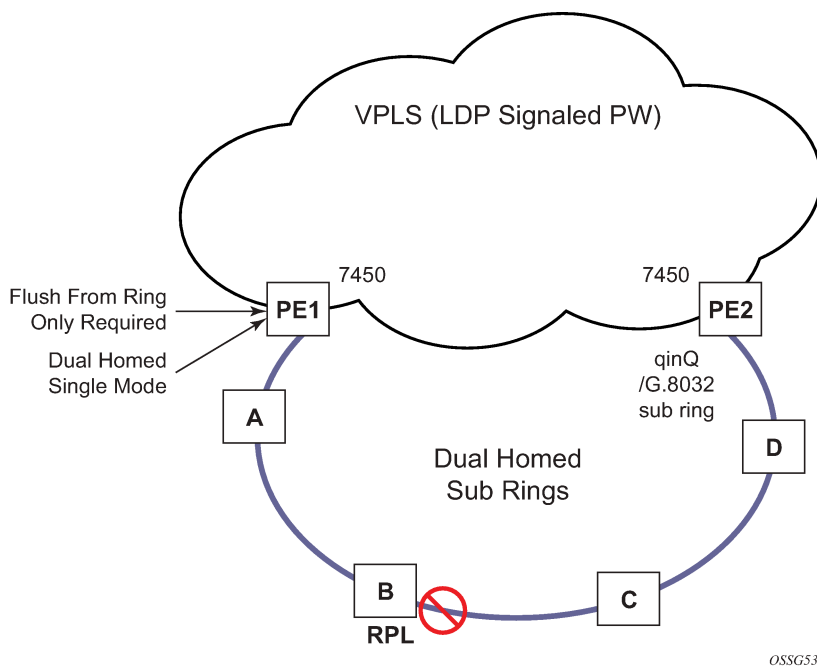 VPLS (LDP Signaled PW)
7450
7450
Flush From Ring
Only Required
PE1
PE2
Dual Homed
Single Mode
qinQ
/G.8032
sub ring
A
D
Dual Homed
Sub Rings
B
C
RPL
OSSG53